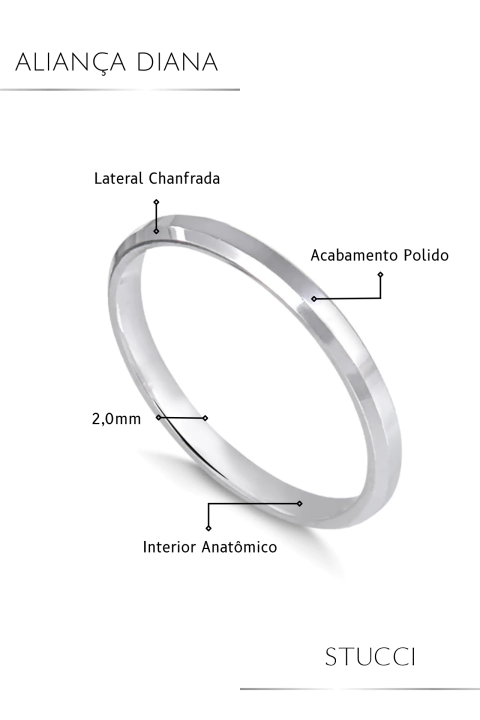 ALIANÇA DIANA
Lateral Chanfrada
Acabamento Polido
2,0mm
Interior Anatômico
STUCCI